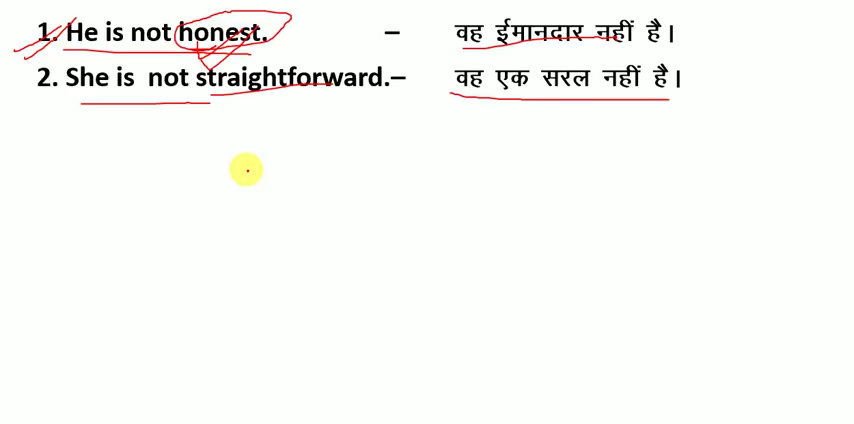 1. He is not honest. – वह ईमानदार नहीं है।
2. She is not straightforward.– वह एक सरल नहीं है।